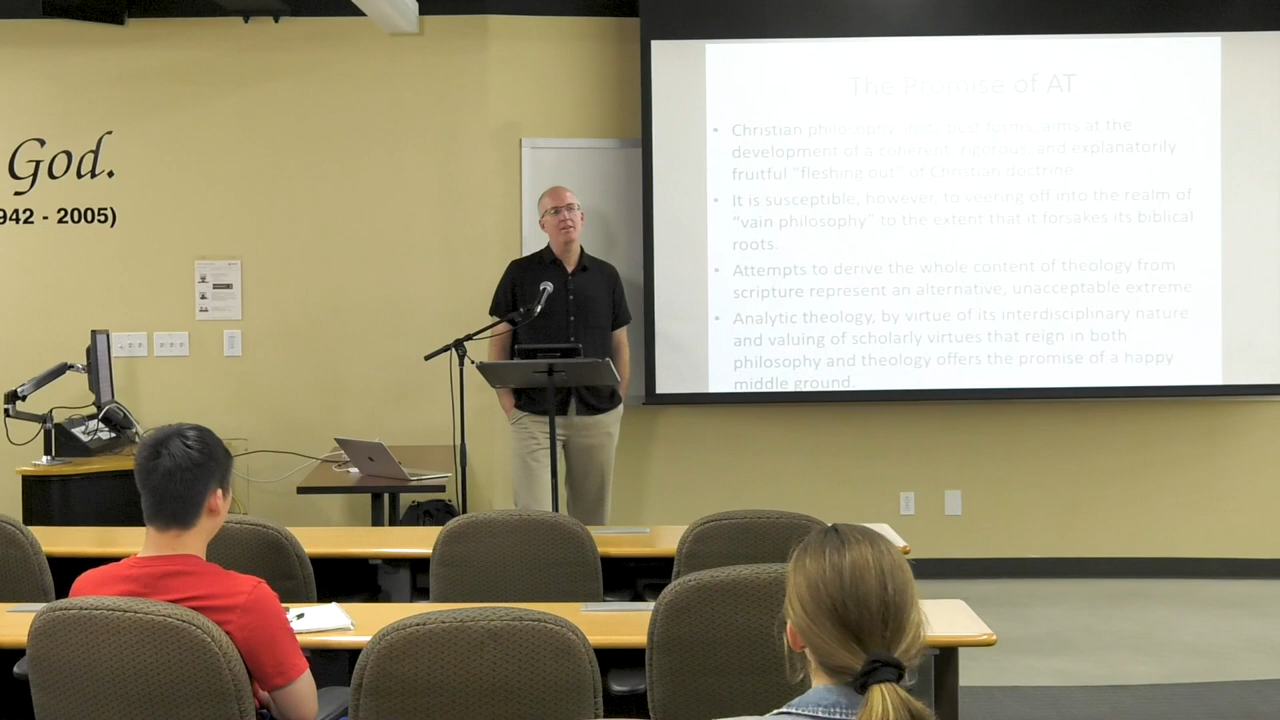 God.
942 - 2005)
The Promise of AT
• Christian philosophy, in its best forms, aims at the
development of a coherent, rigorous, and explanatorily
fruitful "fleshing out" of Christian doctrine
• It is susceptible, however, to veering off into the realm of
"vain philosophy" to the extent that it forsakes its biblical
roots.
• Attempts to derive the whole content of theology from
scripture represent an alternative, unacceptable extreme
• Analytic theology, by virtue of its interdisciplinary nature
and valuing of scholarly virtues that reign in both
philosophy and theology offers the promise of a happy
middle ground.